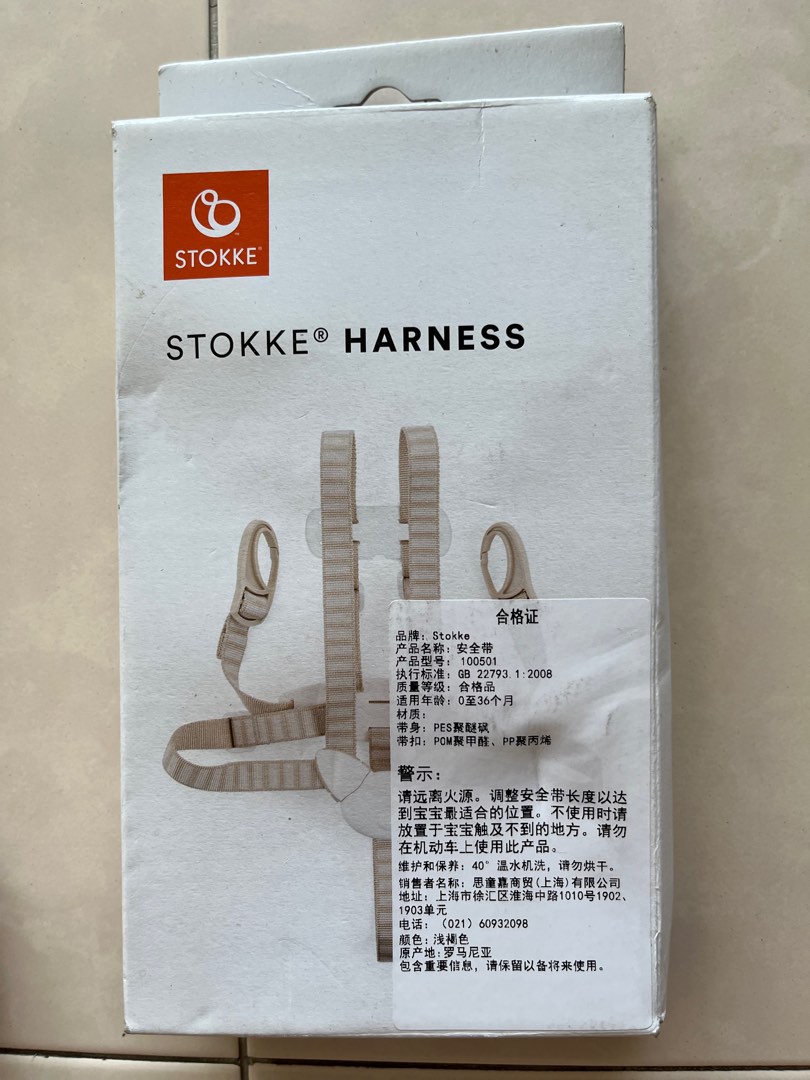 STOKKE
STOKKE® HARNESS
合格证
品牌: Stokke
产品名称: 安全带
产品型号: 100501
执行标准: GB 22793.1:2008
质量等级: 合格品
适用年龄: 0至36个月
材质:
带身: PES聚醚砜
带扣: POM聚甲醛、PP聚丙烯
警示:
请远离火源。调整安全带长度以达
到宝宝最适合的位置。不使用时请
放置于宝宝触及不到的地方。请勿
在机动车上使用此产品。
维护和保养: 40°温水机洗, 请勿烘干。
销售者名称: 思童嘉商贸(上海)有限公司
地址: 上海市徐汇区淮海中路1010号1902、
1903单元
电话: (021) 60932098
颜色: 浅褐色
原产地:罗马尼亚
包含重要信息, 请保留以备将来使用。